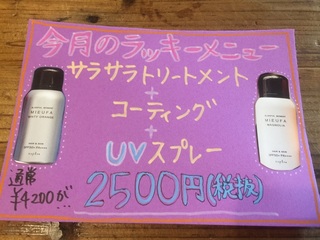 今月のラッキーメニュー
サラサラトリートメント
+
コーティング
+
UVスプレー
通常
¥4200が
2500円(税抜)
MIEUFA
MIEUFA